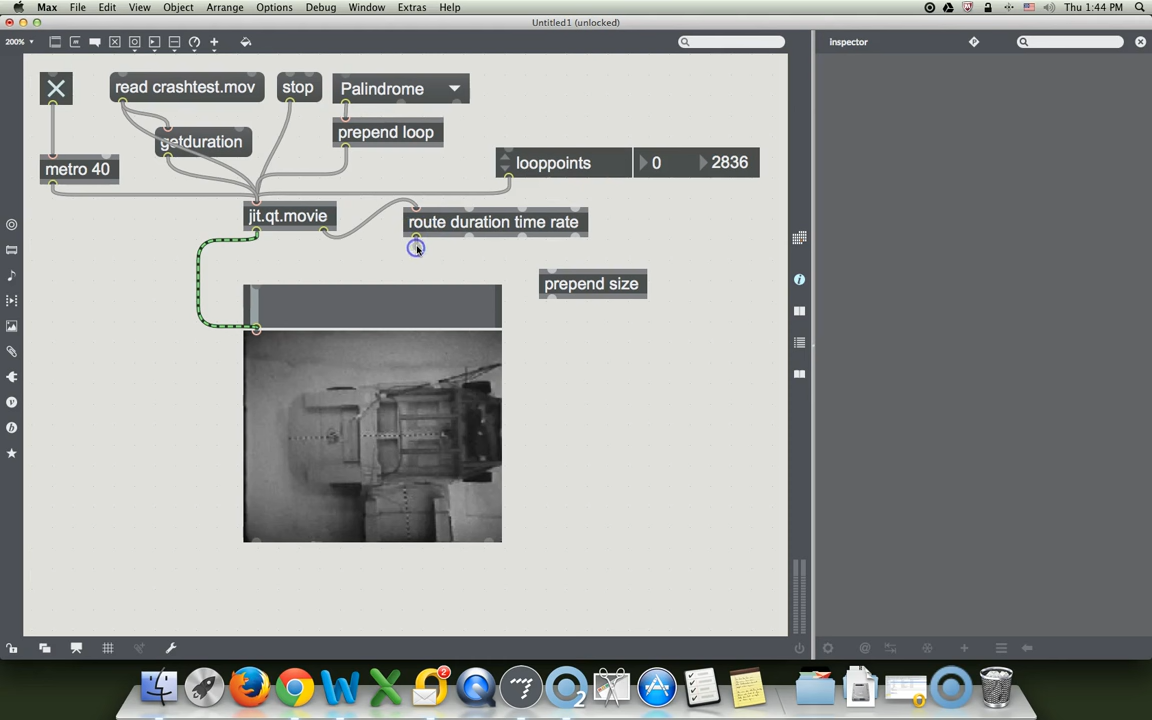 Max File Edit View Object Arrange Options Debug Window Extras Help Thu 1:44 PM
Untitled1 (unlocked)
200%
inspector
read crashtest.mov
stop
Palindrome
getduration
prepend loop
metro 40
looppoints 0 2836
jit.qt.movie
route duration time rate
prepend size
2
2